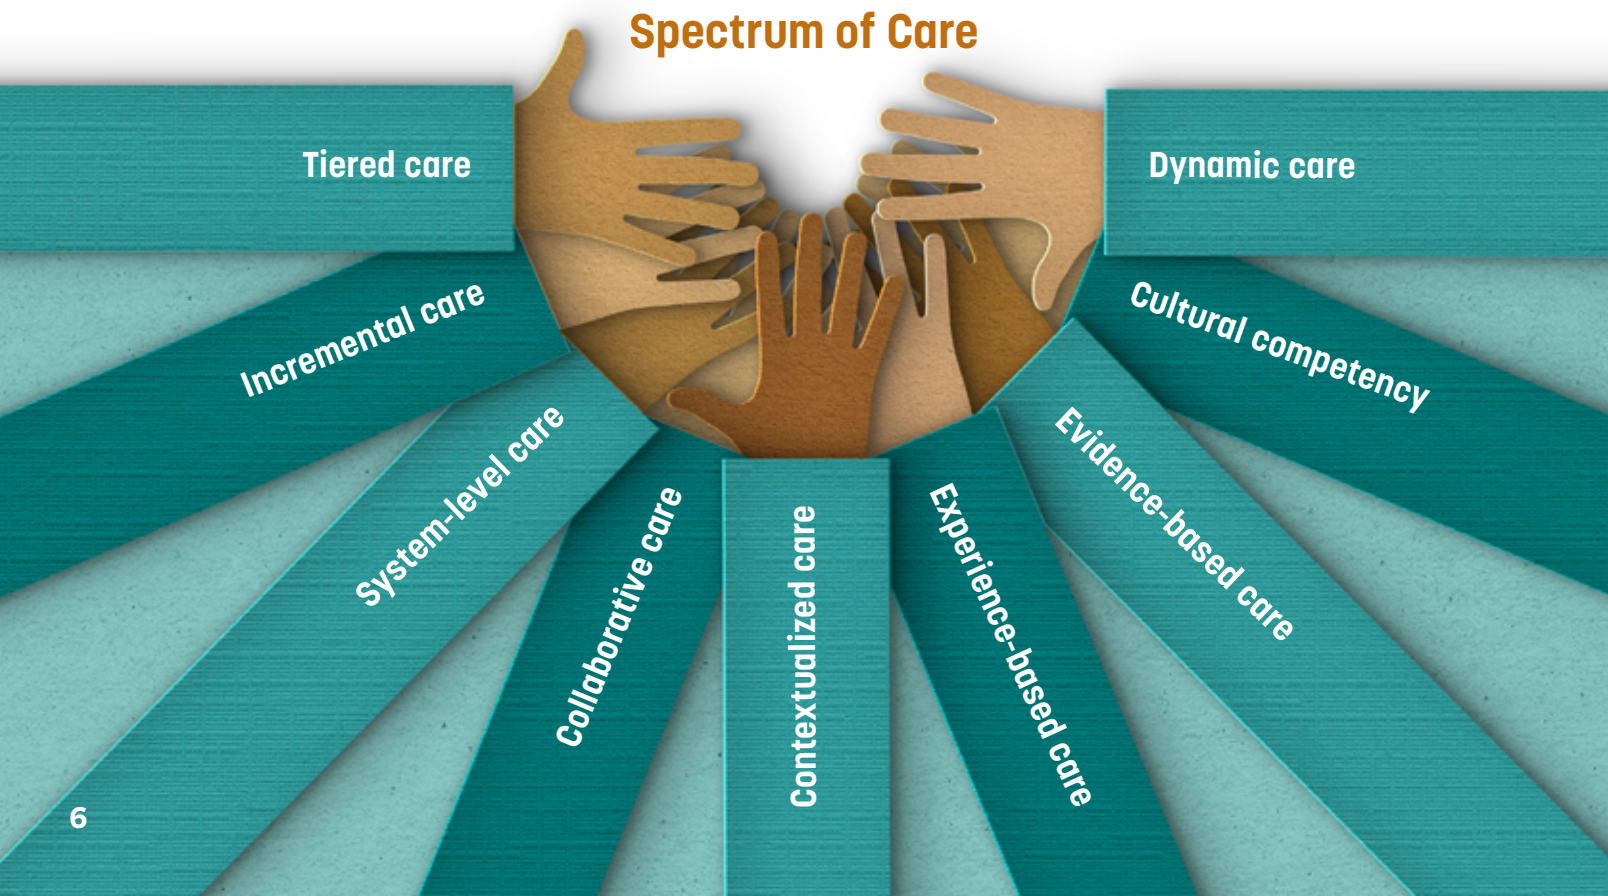 Spectrum of Care
Tiered care
Incremental care
System-level care
Collaborative care
Contextualized care
Experience-based care
Evidence-based care
Cultural competency
Dynamic care
6